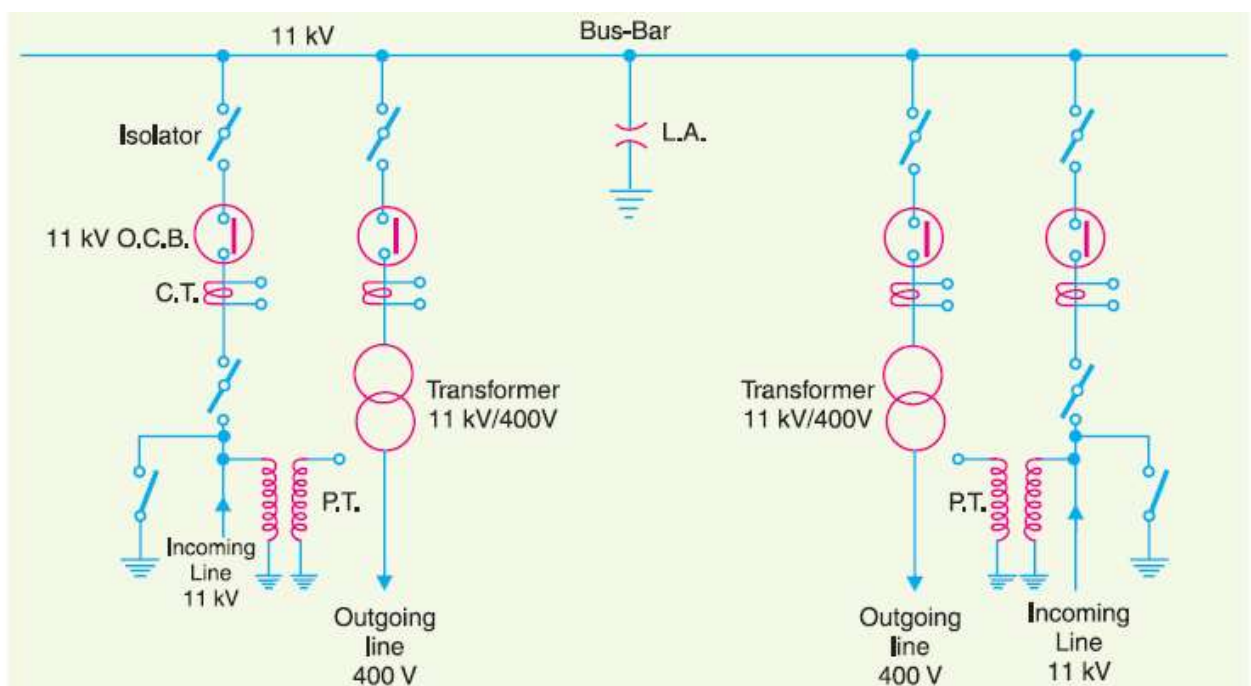 11 kV
Bus-Bar
Isolator
L.A.
11 kV O.C.B.
C.T.
Transformer
11 kV/400V
Transformer
11 kV/400V
P.T.
P.T.
Incoming
Line
11 kV
Outgoing
line
400 V
Outgoing
line
400 V
Incoming
Line
11 kV